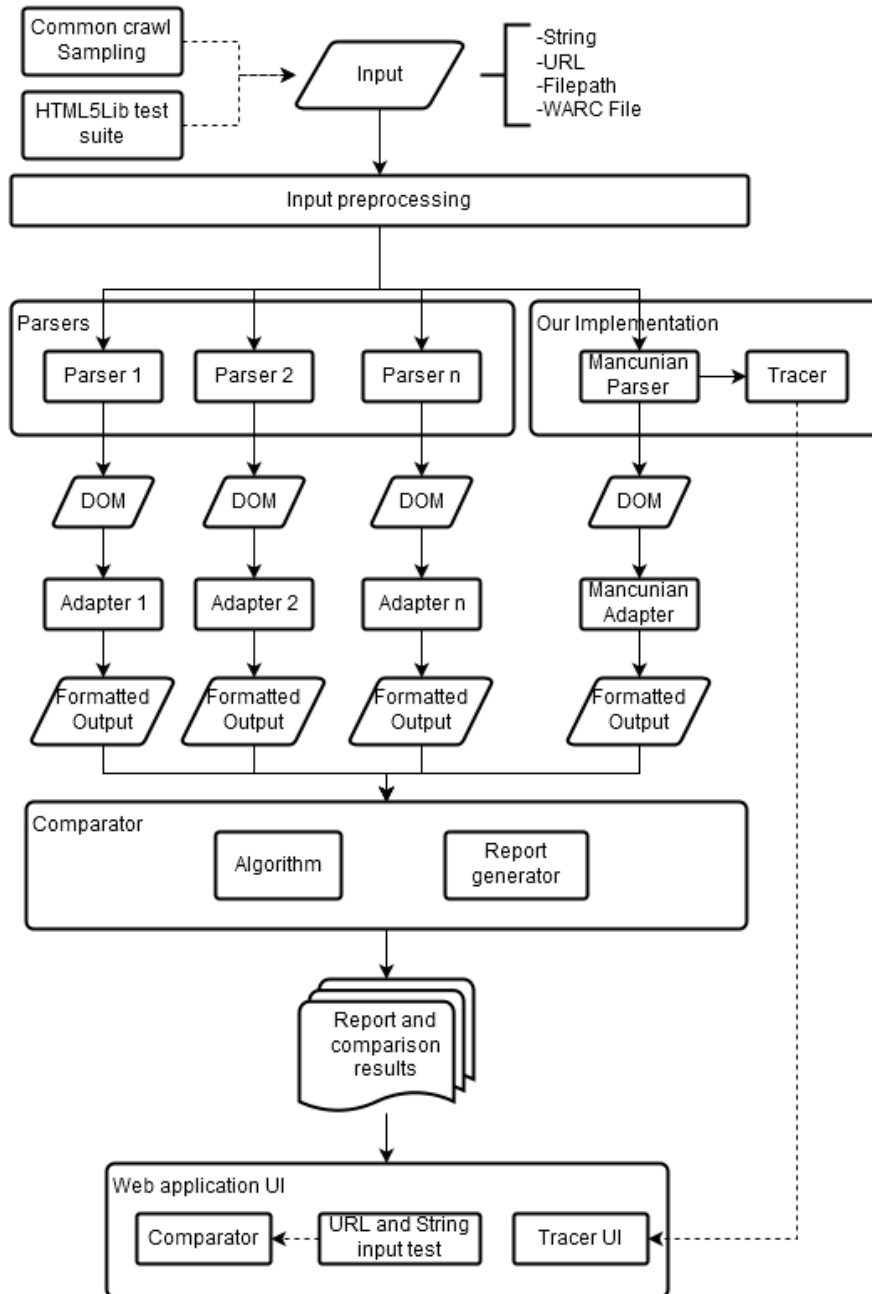 Common crawl
Sampling
HTML5Lib test
suite
Input
-String
-URL
-Filepath
-WARC File
Input preprocessing
Parsers
Parser 1
Parser 2
Parser n
Our Implementation
Mancunian
Parser
Tracer
DOM
DOM
DOM
DOM
Adapter 1
Adapter 2
Adapter n
Mancunian
Adapter
Formatted
Output
Formatted
Output
Formatted
Output
Formatted
Output
Comparator
Algorithm
Report
generator
Report and
comparison
results
Web application UI
Comparator
URL and String
input test
Tracer UI